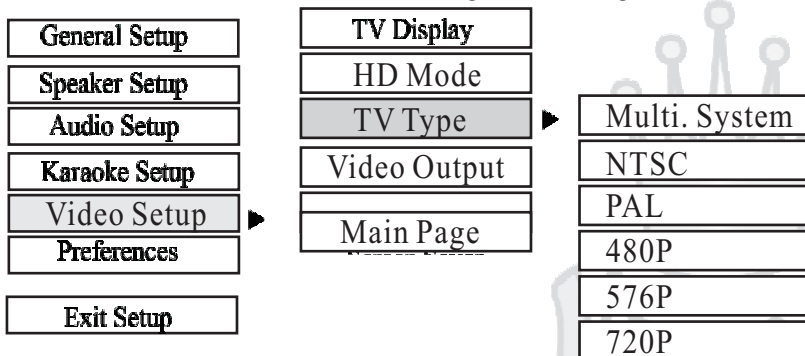 General Setup
Speaker Setup
Audio Setup
Karaoke Setup
Video Setup
Preferences
Exit Setup
TV Display
HD Mode
TV Type
Video Output
Main Page
Multi. System
NTSC
PAL
480P
576P
720P